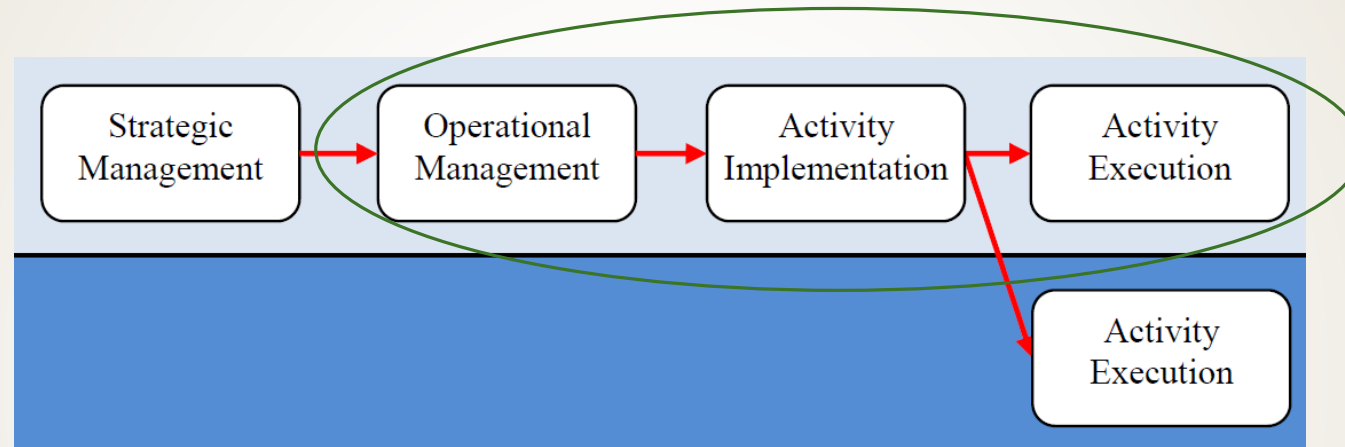 Strategic
Management
Operational
Management
Activity
Implementation
Activity
Execution
Activity
Execution